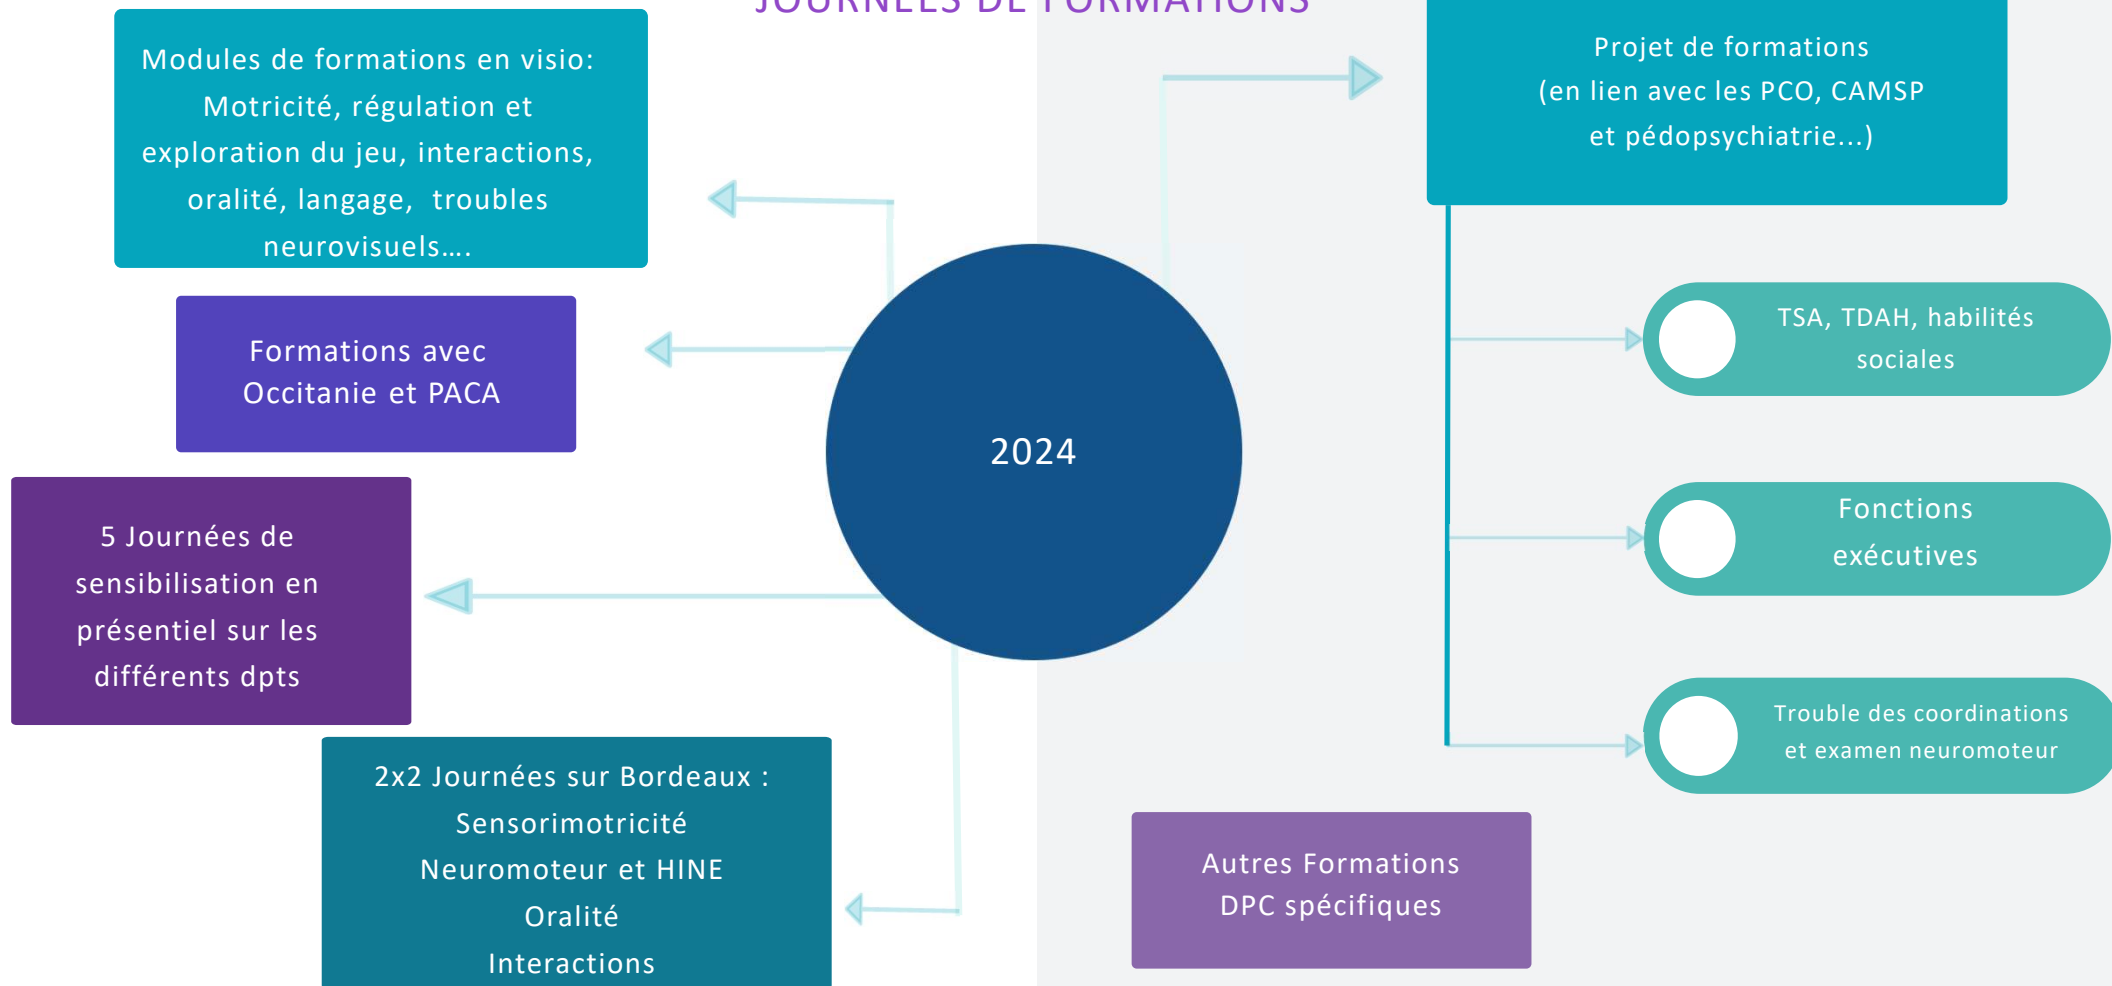 JOURNÉES DE FORMATIONS
Modules de formations en visio:
Motricité, régulation et
exploration du jeu, interactions,
oralité, langage, troubles
neurovisuels....
Formations avec
Occitanie et PACA
5 Journées de
sensibilisation en
présentiel sur les
différents dpts
2x2 Journées sur Bordeaux :
Sensorimotricité
Neuromoteur et HINE
Oralité
Interactions
2024
Projet de formations
(en lien avec les PCO, CAMSP
et pédopsychiatrie...)
TSA, TDAH, habilités
sociales
Fonctions
exécutives
Trouble des coordinations
et examen neuromoteur
Autres Formations
DPC spécifiques